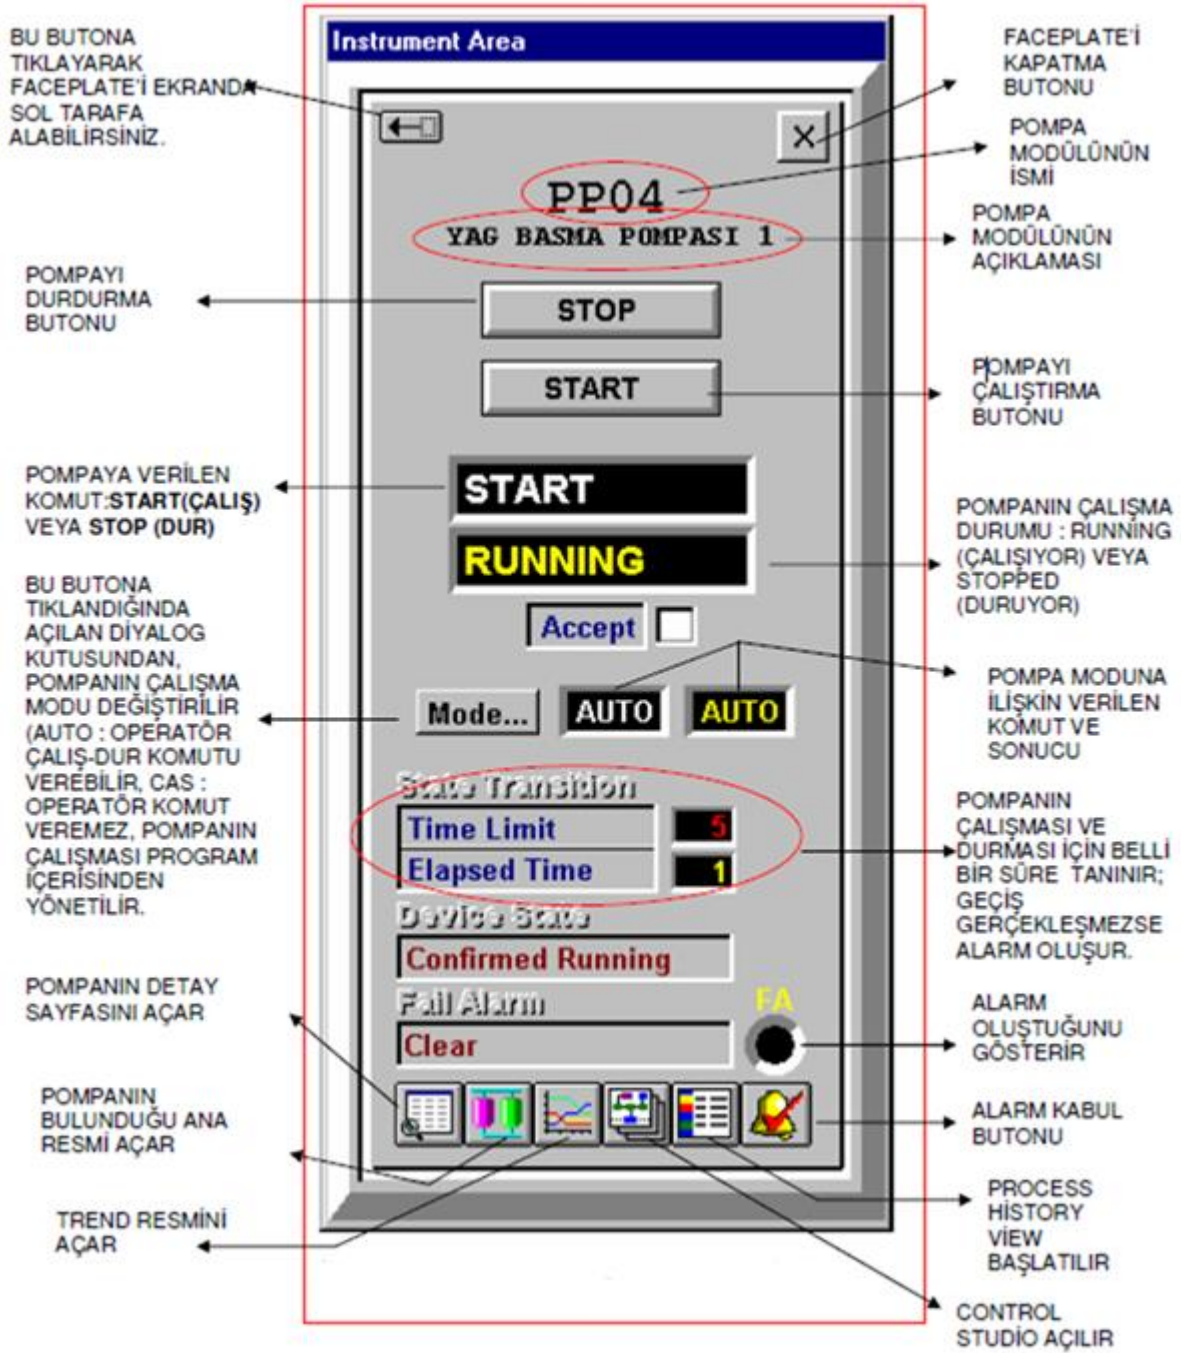 BU BUTONA
TIKLAYARAK
FACEPLATE'İ EKRANDA
SOL TARAFA
ALABİLİRSİNİZ.
POMPAYI
DURDURMA
BUTONU
POMPAYA VERİLEN
KOMUT:START(ÇALIŞ)
VEYA STOP (DUR)
BU BUTONA
TIKLANDIĞINDA
AÇILAN DİYALOG
KUTUSUNDAN,
POMPANIN ÇALIŞMA
MODU DEĞİŞTİRİLİR
(AUTO : OPERATÖR
ÇALIŞ-DUR KOMUTU
VEREBİLİR, CAS :
OPERATÖR KOMUT
VEREMEZ, POMPANIN
ÇALIŞMASI PROGRAM
İÇERİSİNDEN
YÖNETİLİR.
POMPANIN DETAY
SAYFASINI AÇAR
POMPANIN
BULUNDUĞU ANA
RESMİ AÇAR
TREND RESMİNİ
AÇAR
Instrument Area
X
PP04
YAG BASMA POMPASI 1
STOP
START
START
RUNNING
Accept
Mode... AUTO AUTO
State Transition
Time Limit 5
Elapsed Time 1
Device State
Confirmed Running
Fail Alarm FA
Clear
FACEPLATE'İ
KAPATMA
BUTONU
POMPA
MODÜLÜNÜN
İSMİ
POMPA
MODÜLÜNÜN
AÇIKLAMASI
POMPAYI
ÇALIŞTIRMA
BUTONU
POMPANIN ÇALIŞMA
DURUMU : RUNNİNG
(ÇALIŞIYOR) VEYA
STOPPED
(DURUYOR)
POMPA MODUNA
İLİŞKİN VERİLEN
KOMUT VE
SONUCU
POMPANIN
ÇALIŞMASI VE
DURMASI İÇİN BELLİ
BİR SÜRE TANINIR;
GEÇİŞ
GERÇEKLEŞMEZSE
ALARM OLUŞUR.
ALARM
OLUŞTUĞUNU
GÖSTERİR
ALARM KABUL
BUTONU
PROCESS
HİSTORY
VİEW
BAŞLATILIR
CONTROL
STUDİO AÇILIR